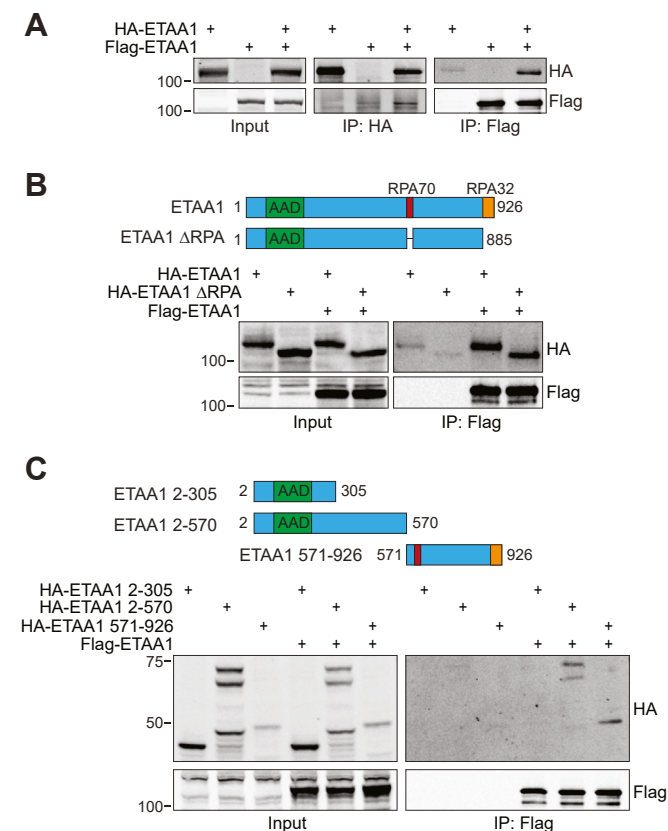 A
HA-ETAA1 + + + + + +
Flag-ETAA1 + + + + + +
HA
100
Flag
100
Input IP: HA IP: Flag
B
RPA70 RPA32
ETAA1 1 AAD 926
ETAA1 ΔRPA 1 AAD 885
HA-ETAA1 + + + +
HA-ETAA1 ΔRPA + + + +
Flag-ETAA1 + + + +
HA
100
Flag
100
Input IP: Flag
C
ETAA1 2-305 2 AAD 305
ETAA1 2-570 2 AAD 570
ETAA1 571-926 571 926
HA-ETAA1 2-305 + + + +
HA-ETAA1 2-570 + + + +
HA-ETAA1 571-926 + + + +
Flag-ETAA1 + + + + + +
75
50
HA
Flag
100
Input IP: Flag